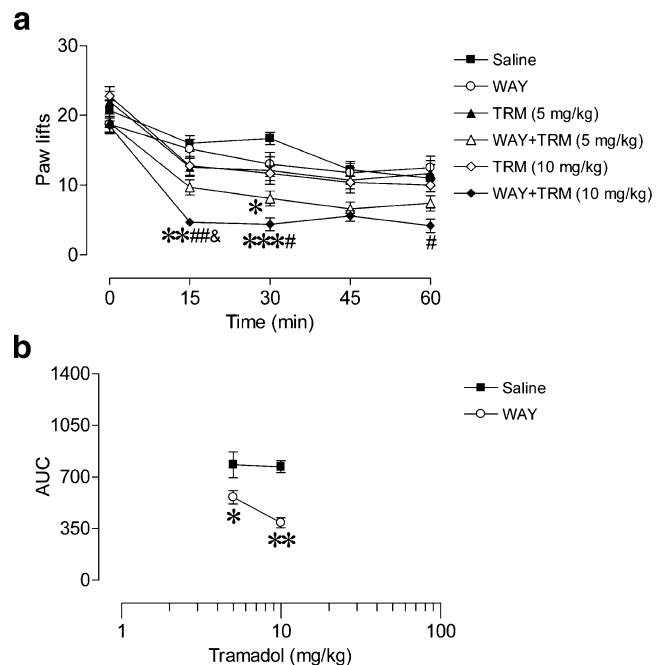 a
30
20
10
0
Paw lifts
✱
✱✱##&
✱✱✱#
#
0 15 30 45 60
Time (min)
Saline
WAY
TRM (5 mg/kg)
WAY+TRM (5 mg/kg)
TRM (10 mg/kg)
WAY+TRM (10 mg/kg)
b
1400
1050
700
350
0
AUC
✱
✱✱
1 10 100
Tramadol (mg/kg)
Saline
WAY